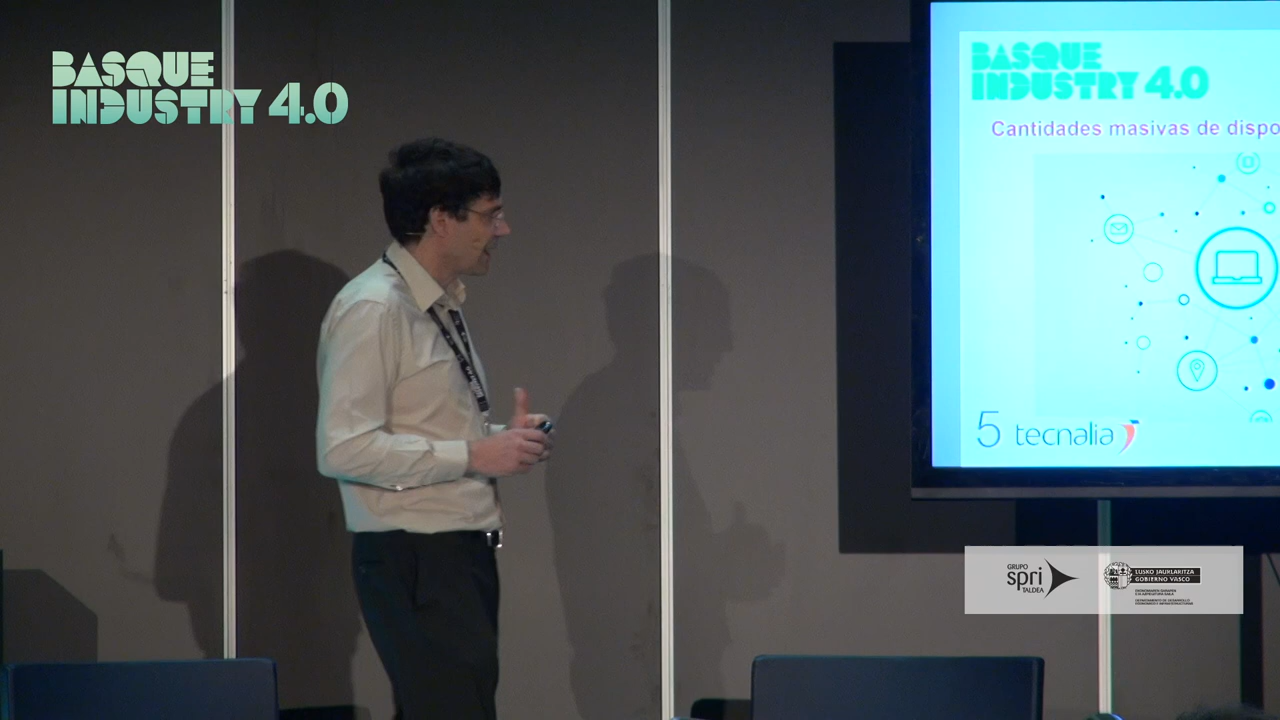 BASQUE
INDUSTRY 4.0
BASQUE
INDUSTRY 4.0
Cantidades masivas de dispo
5 tecnalia
GRUPO
spri
TALDEA
EUSKO JAURLARITZA
GOBIERNO VASCO